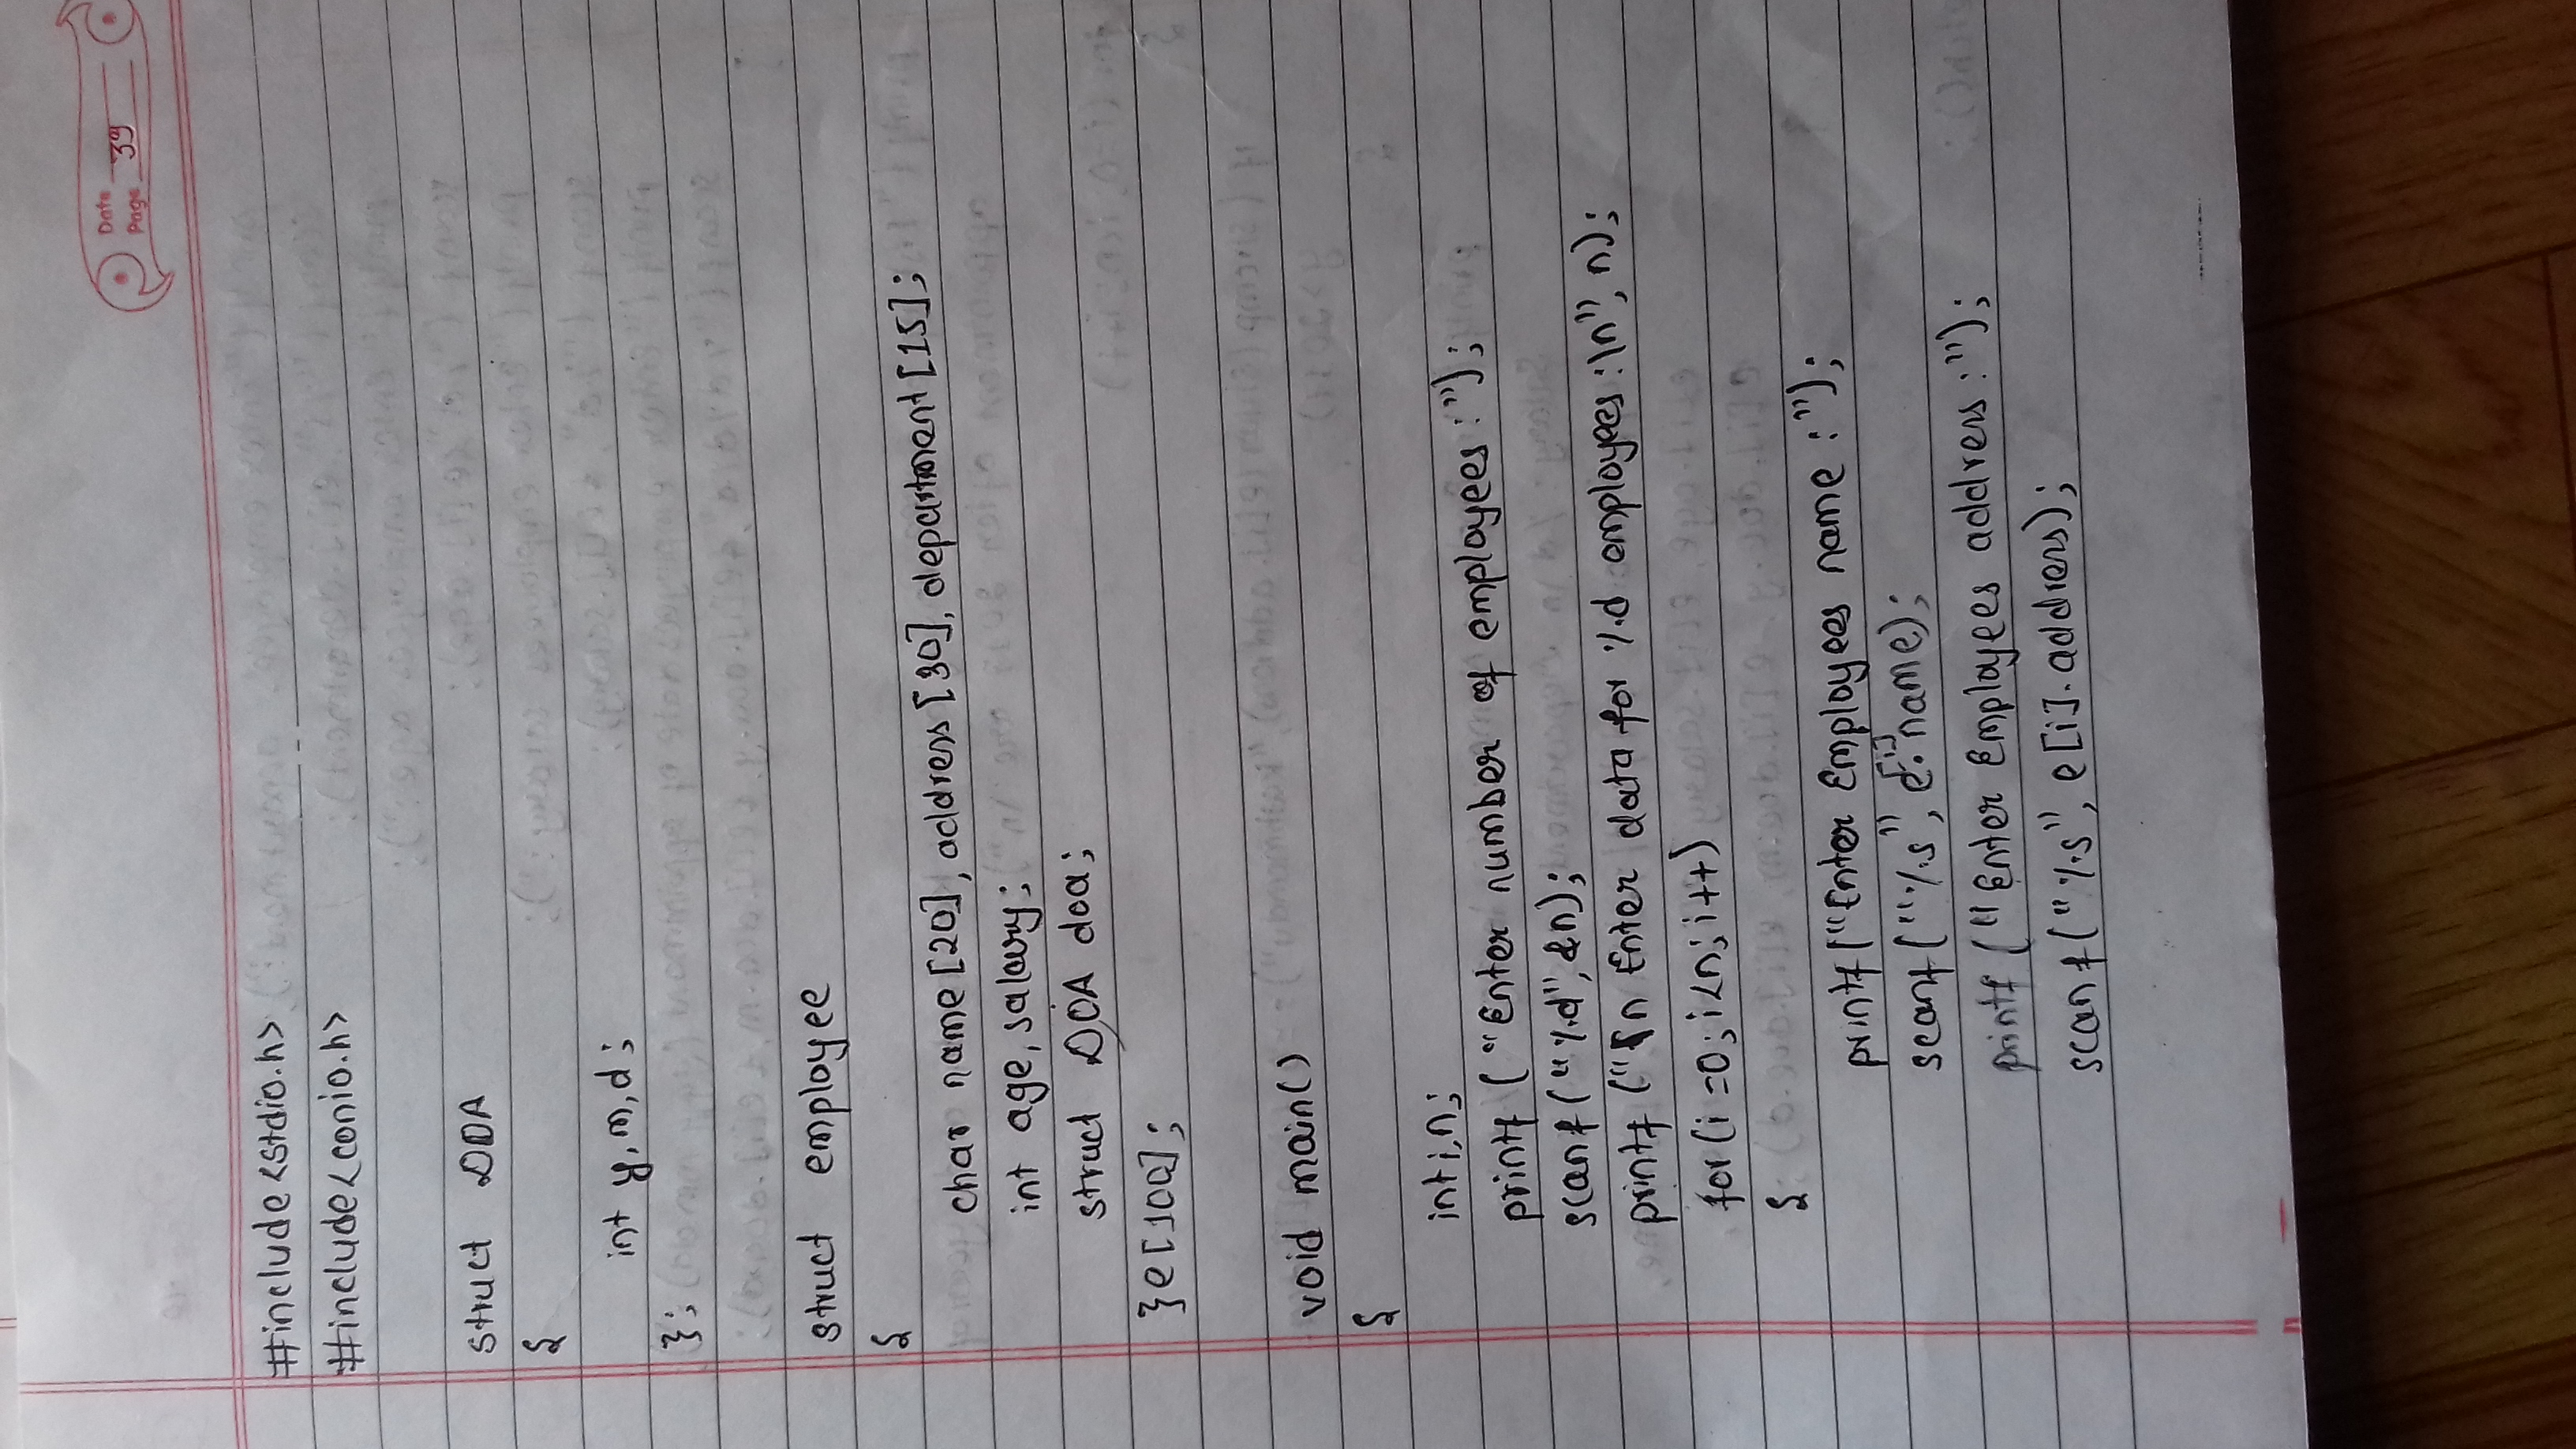 Date
Page 39
#include<stdio.h>
#include<conio.h>
struct DOA
{
int y,m,d;
};
struct employee
{
char name[20], address[30], department[15];
int age, salary;
struct DOA doa;
}e[100];
void main()
{
int i,n;
printf ("Enter number of employees :");
scanf("%d", &n);
printf ("\n Enter data for %d employees :\n", n);
for(i=0; i<n; i++)
{
printf("Enter Employees name :");
scanf("%s", e[i].name);
printf ("Enter Employees address :");
scanf("%s", e[i].address);